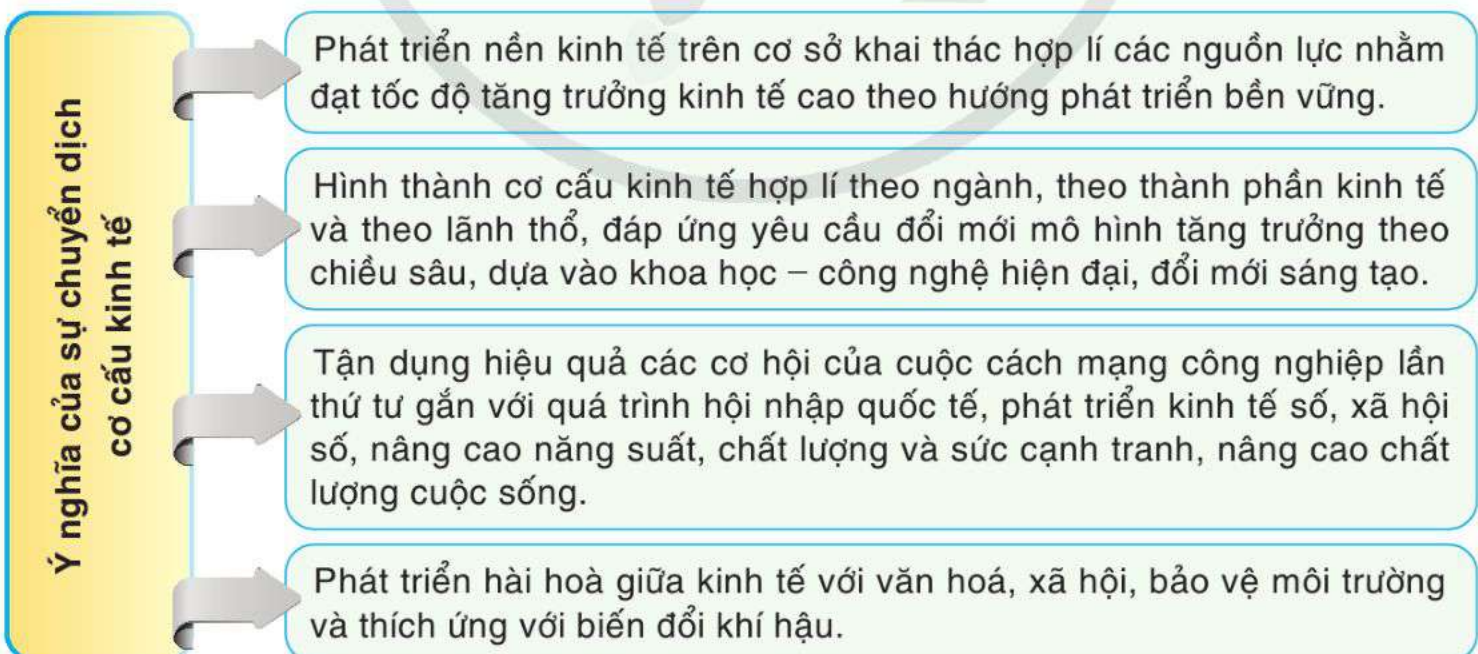 Ý nghĩa của sự chuyển dịch
cơ cấu kinh tế
Phát triển nền kinh tế trên cơ sở khai thác hợp lí các nguồn lực nhằm
đạt tốc độ tăng trưởng kinh tế cao theo hướng phát triển bền vững.
Hình thành cơ cấu kinh tế hợp lí theo ngành, theo thành phần kinh tế
và theo lãnh thổ, đáp ứng yêu cầu đổi mới mô hình tăng trưởng theo
chiều sâu, dựa vào khoa học – công nghệ hiện đại, đổi mới sáng tạo.
Tận dụng hiệu quả các cơ hội của cuộc cách mạng công nghiệp lần
thứ tư gắn với quá trình hội nhập quốc tế, phát triển kinh tế số, xã hội
số, nâng cao năng suất, chất lượng và sức cạnh tranh, nâng cao chất
lượng cuộc sống.
Phát triển hài hoà giữa kinh tế với văn hoá, xã hội, bảo vệ môi trường
và thích ứng với biến đổi khí hậu.